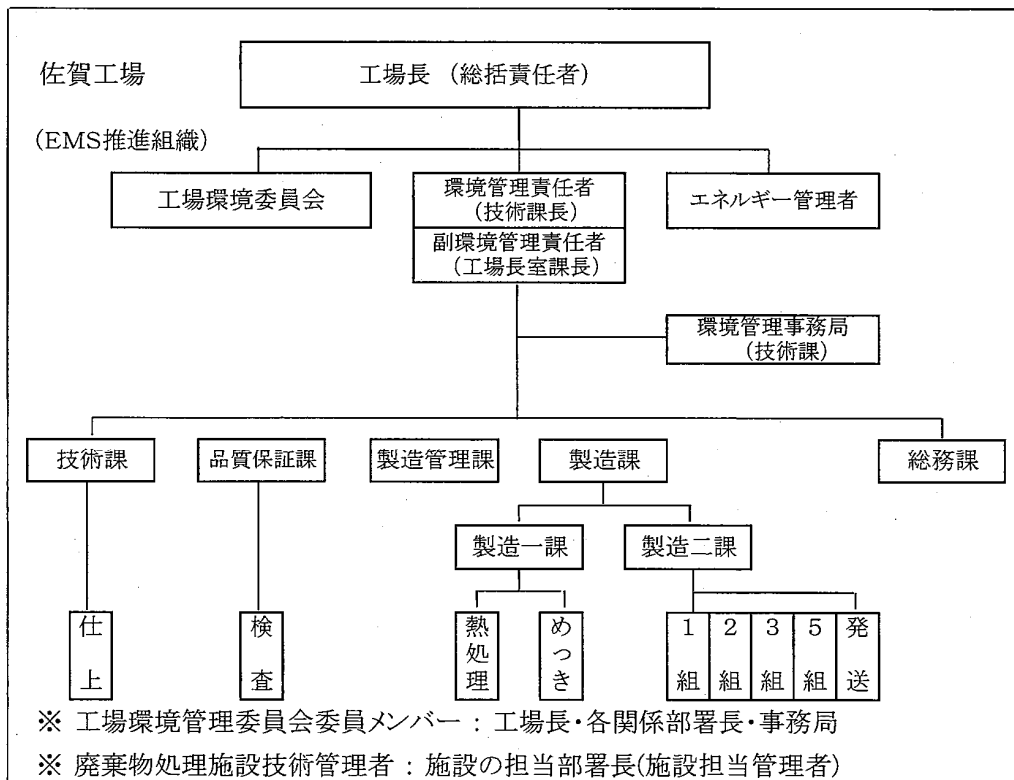 佐賀工場
工場長 (総括責任者)
(EMS推進組織)
工場環境委員会
環境管理責任者
(技術課長)
副環境管理責任者
(工場長室課長)
エネルギー管理者
環境管理事務局
(技術課)
技術課
品質保証課
製造管理課
製造課
総務課
製造一課
製造二課
仕上
検査
熱処理
めっき
1組
2組
3組
5組
発送
※ 工場環境管理委員会委員メンバー : 工場長・各関係部署長・事務局
※ 廃棄物処理施設技術管理者 : 施設の担当部署長(施設担当管理者)